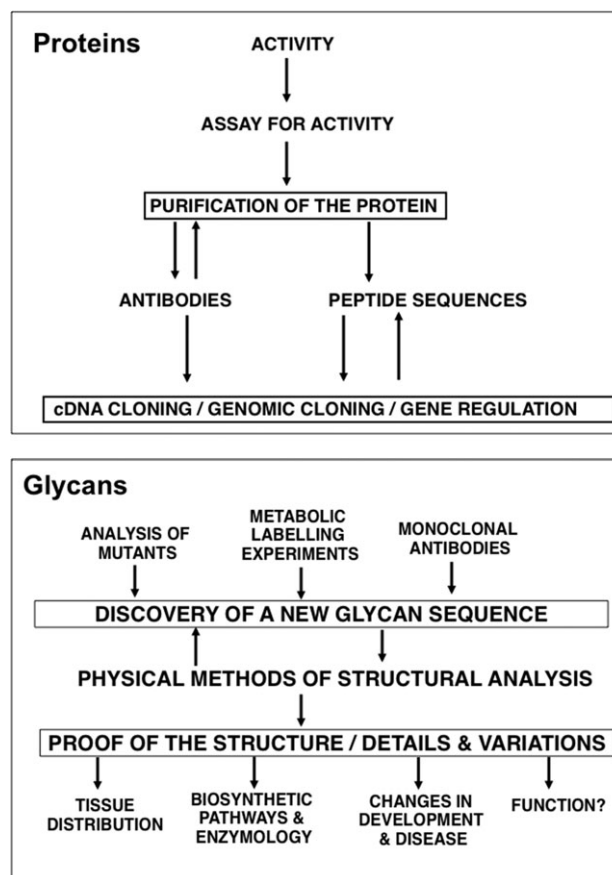 Proteins
ACTIVITY
ASSAY FOR ACTIVITY
PURIFICATION OF THE PROTEIN
ANTIBODIES
PEPTIDE SEQUENCES
cDNA CLONING / GENOMIC CLONING / GENE REGULATION
Glycans
ANALYSIS OF
MUTANTS
METABOLIC
LABELLING
EXPERIMENTS
MONOCLONAL
ANTIBODIES
DISCOVERY OF A NEW GLYCAN SEQUENCE
PHYSICAL METHODS OF STRUCTURAL ANALYSIS
PROOF OF THE STRUCTURE / DETAILS & VARIATIONS
TISSUE
DISTRIBUTION
BIOSYNTHETIC
PATHWAYS &
ENZYMOLOGY
CHANGES IN
DEVELOPMENT
& DISEASE
FUNCTION?